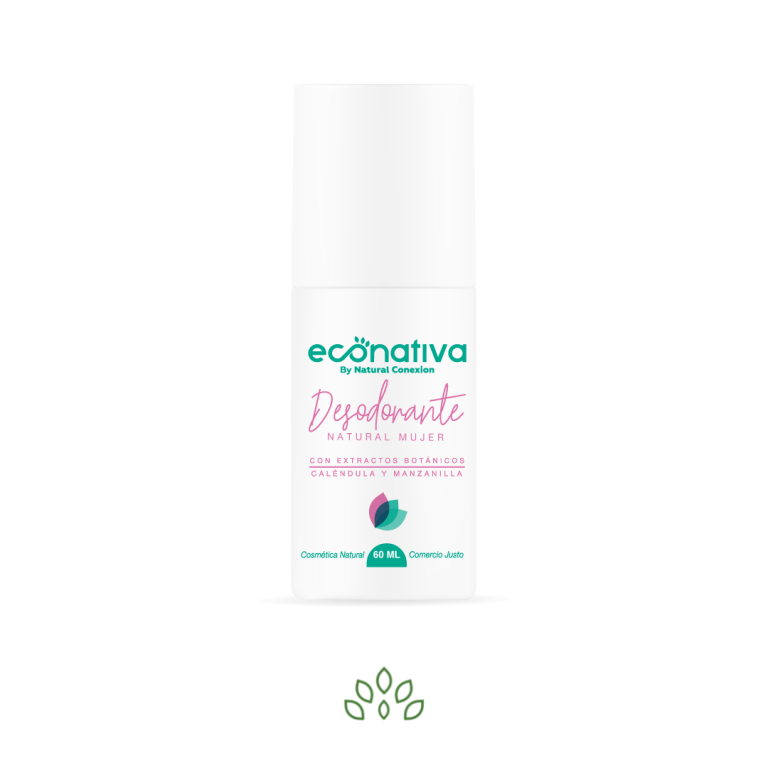 econativa
By Natural Conexion
Desodorante
NATURAL MUJER
CON EXTRACTOS BOTÁNICOS
CALÉNDULA Y MANZANILLA
Cosmética Natural 60 ML Comercio Justo